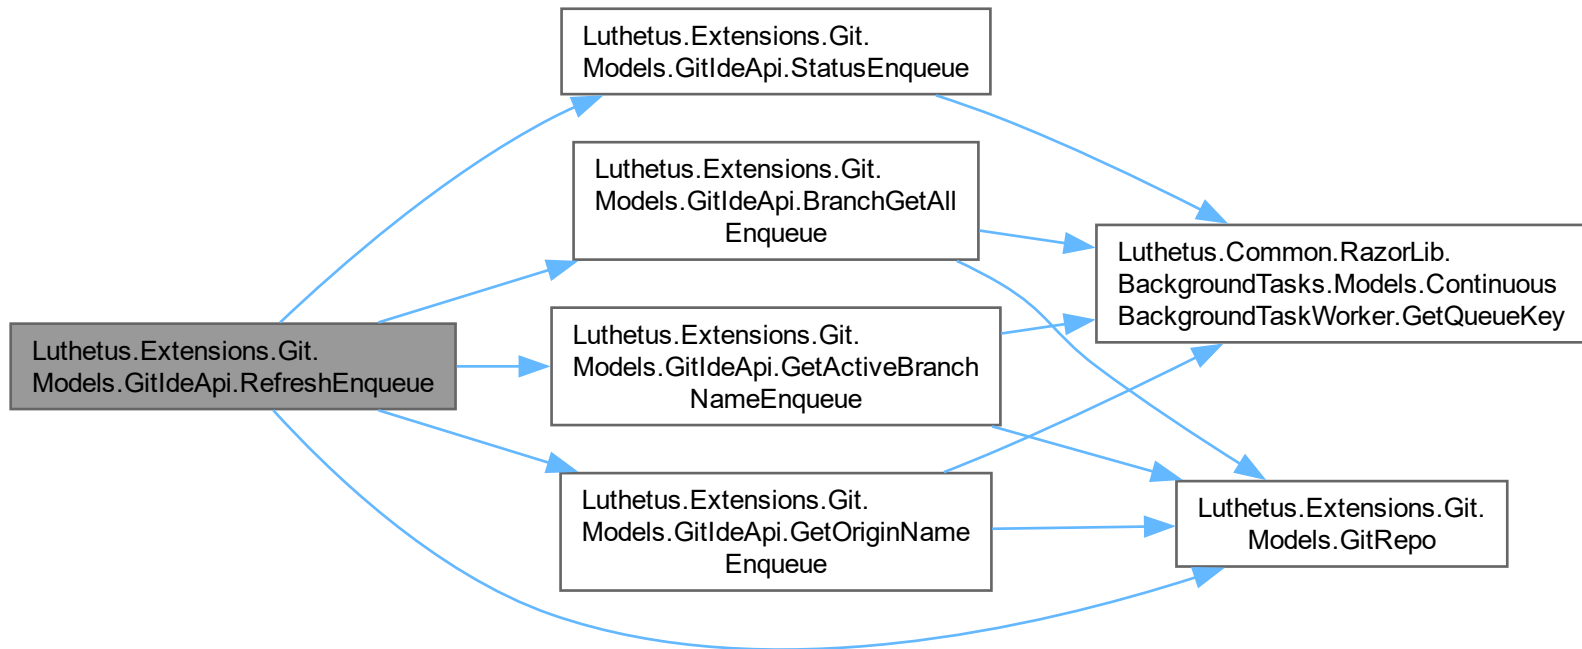 Luthetus.Extensions.Git.
Models.GitIdeApi.StatusEnqueue
Luthetus.Extensions.Git.
Models.GitIdeApi.BranchGetAll
Enqueue
Luthetus.Common.RazorLib.
BackgroundTasks.Models.Continuous
BackgroundTaskWorker.GetQueueKey
Luthetus.Extensions.Git.
Models.GitIdeApi.RefreshEnqueue
Luthetus.Extensions.Git.
Models.GitIdeApi.GetActiveBranch
NameEnqueue
Luthetus.Extensions.Git.
Models.GitIdeApi.GetOriginName
Enqueue
Luthetus.Extensions.Git.
Models.GitRepo